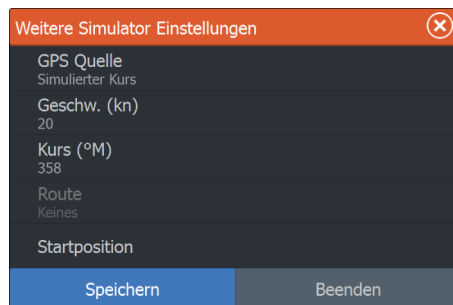 Weitere Simulator Einstellungen
GPS Quelle
Simulierter Kurs
Geschw. (kn)
20
Kurs (°M)
358
Route
Keines
Startposition
Speichern
Beenden